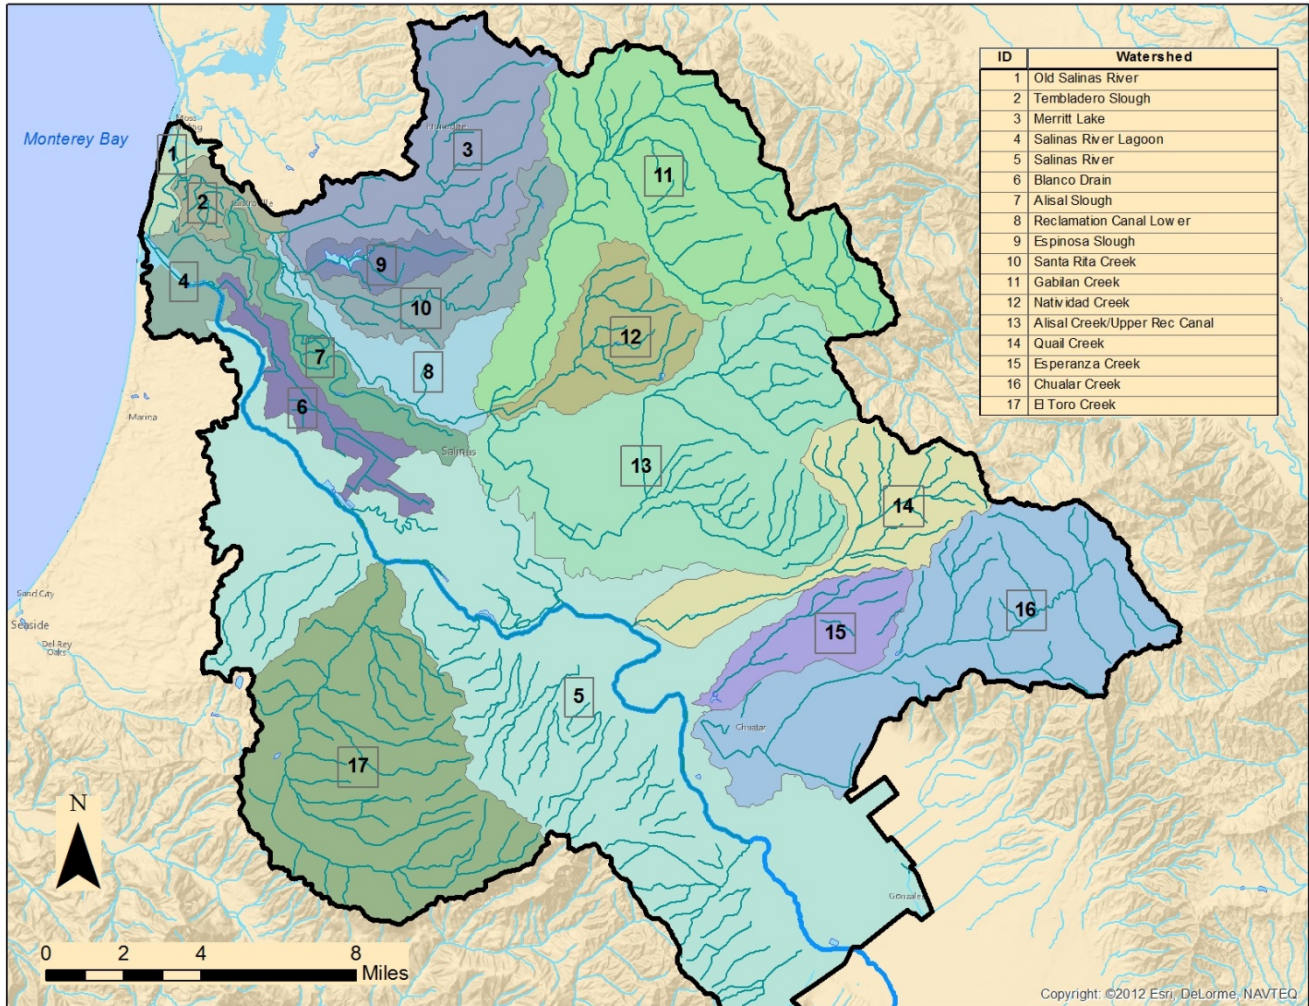 ID Watershed
1 Old Salinas River
2 Tembladero Slough
3 Merritt Lake
4 Salinas River Lagoon
5 Salinas River
6 Blanco Drain
7 Alisal Slough
8 Reclamation Canal Lower
9 Espinosa Slough
10 Santa Rita Creek
11 Gabilan Creek
12 Natividad Creek
13 Alisal Creek/Upper Rec Canal
14 Quail Creek
15 Esperanza Creek
16 Chualar Creek
17 El Toro Creek
Monterey Bay
Moss
1
2
3
11
9
4
10
12
7
8
6
Marina
Salinas
13
14
Sand City
Seaside
Del Rey
Oaks
15
16
5
Chualar
17
N
Gonzales
0 2 4 8
Miles
Copyright: ©2012 Esri, DeLorme, NAVTEQ